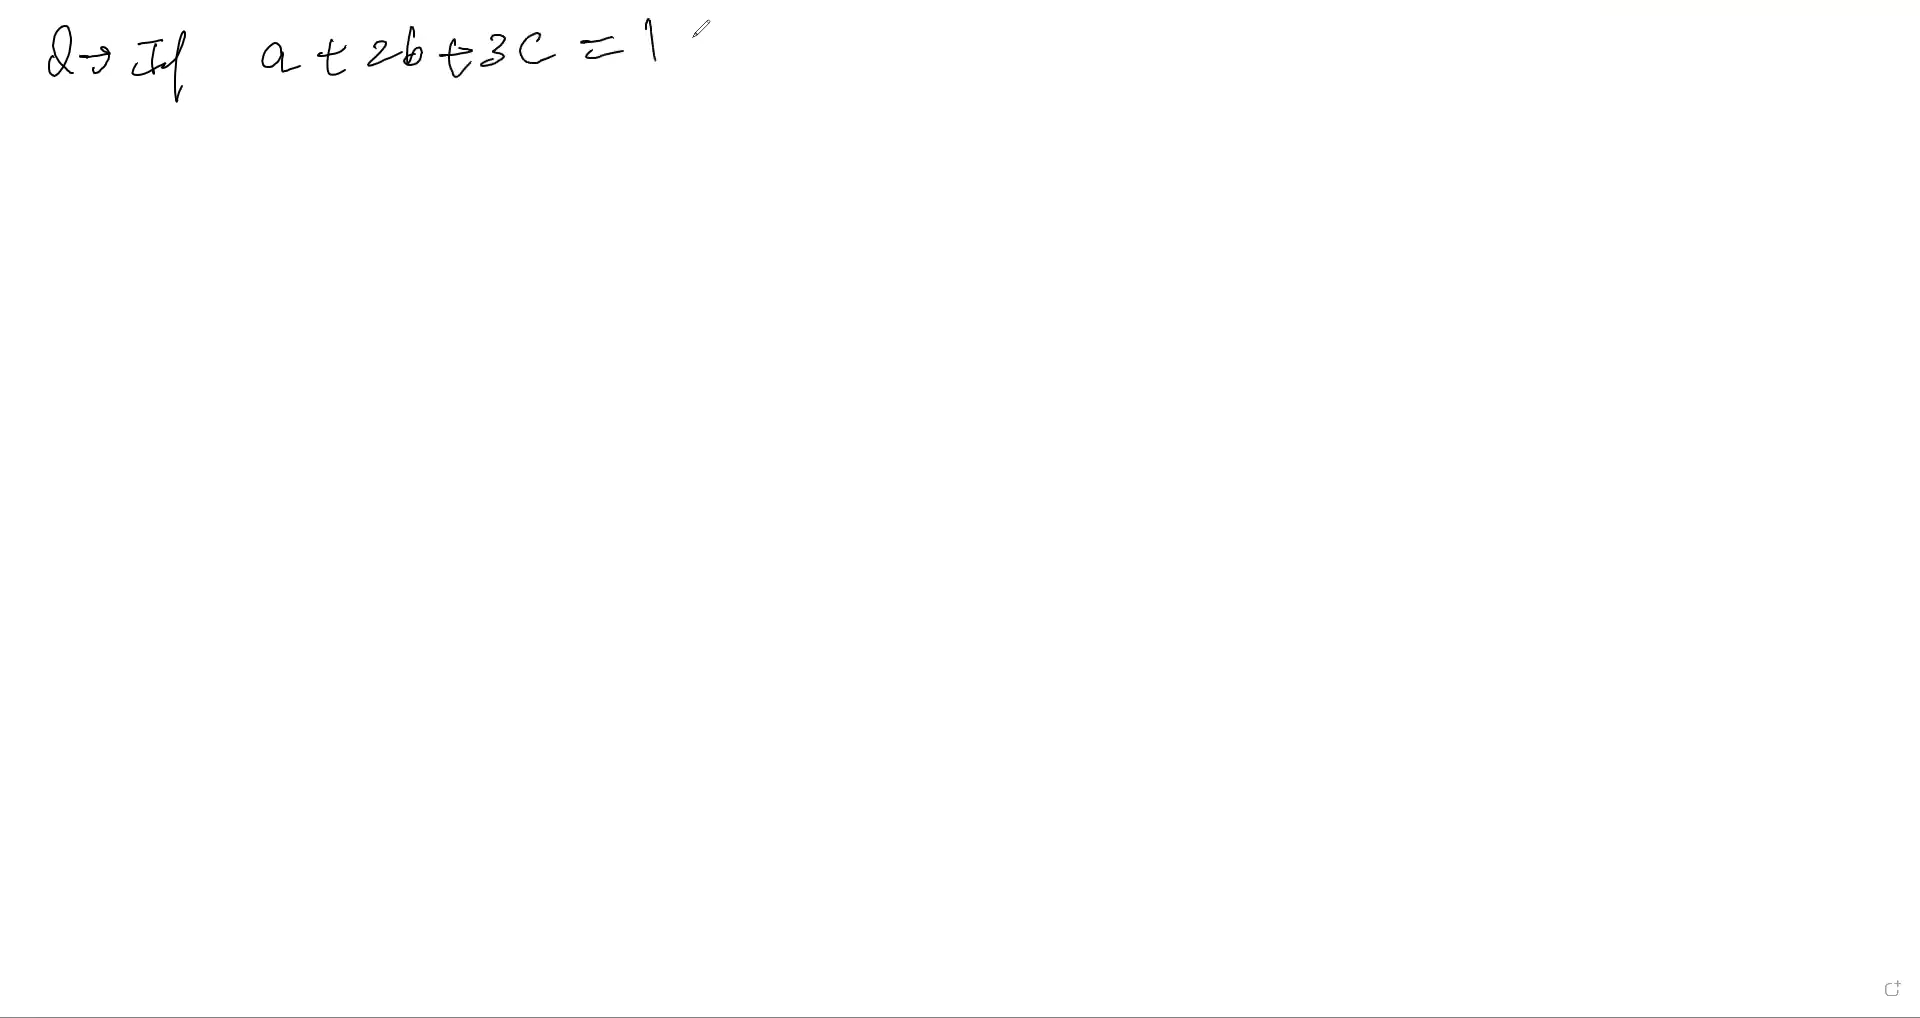 Q→ If a + 2b + 3c = 1